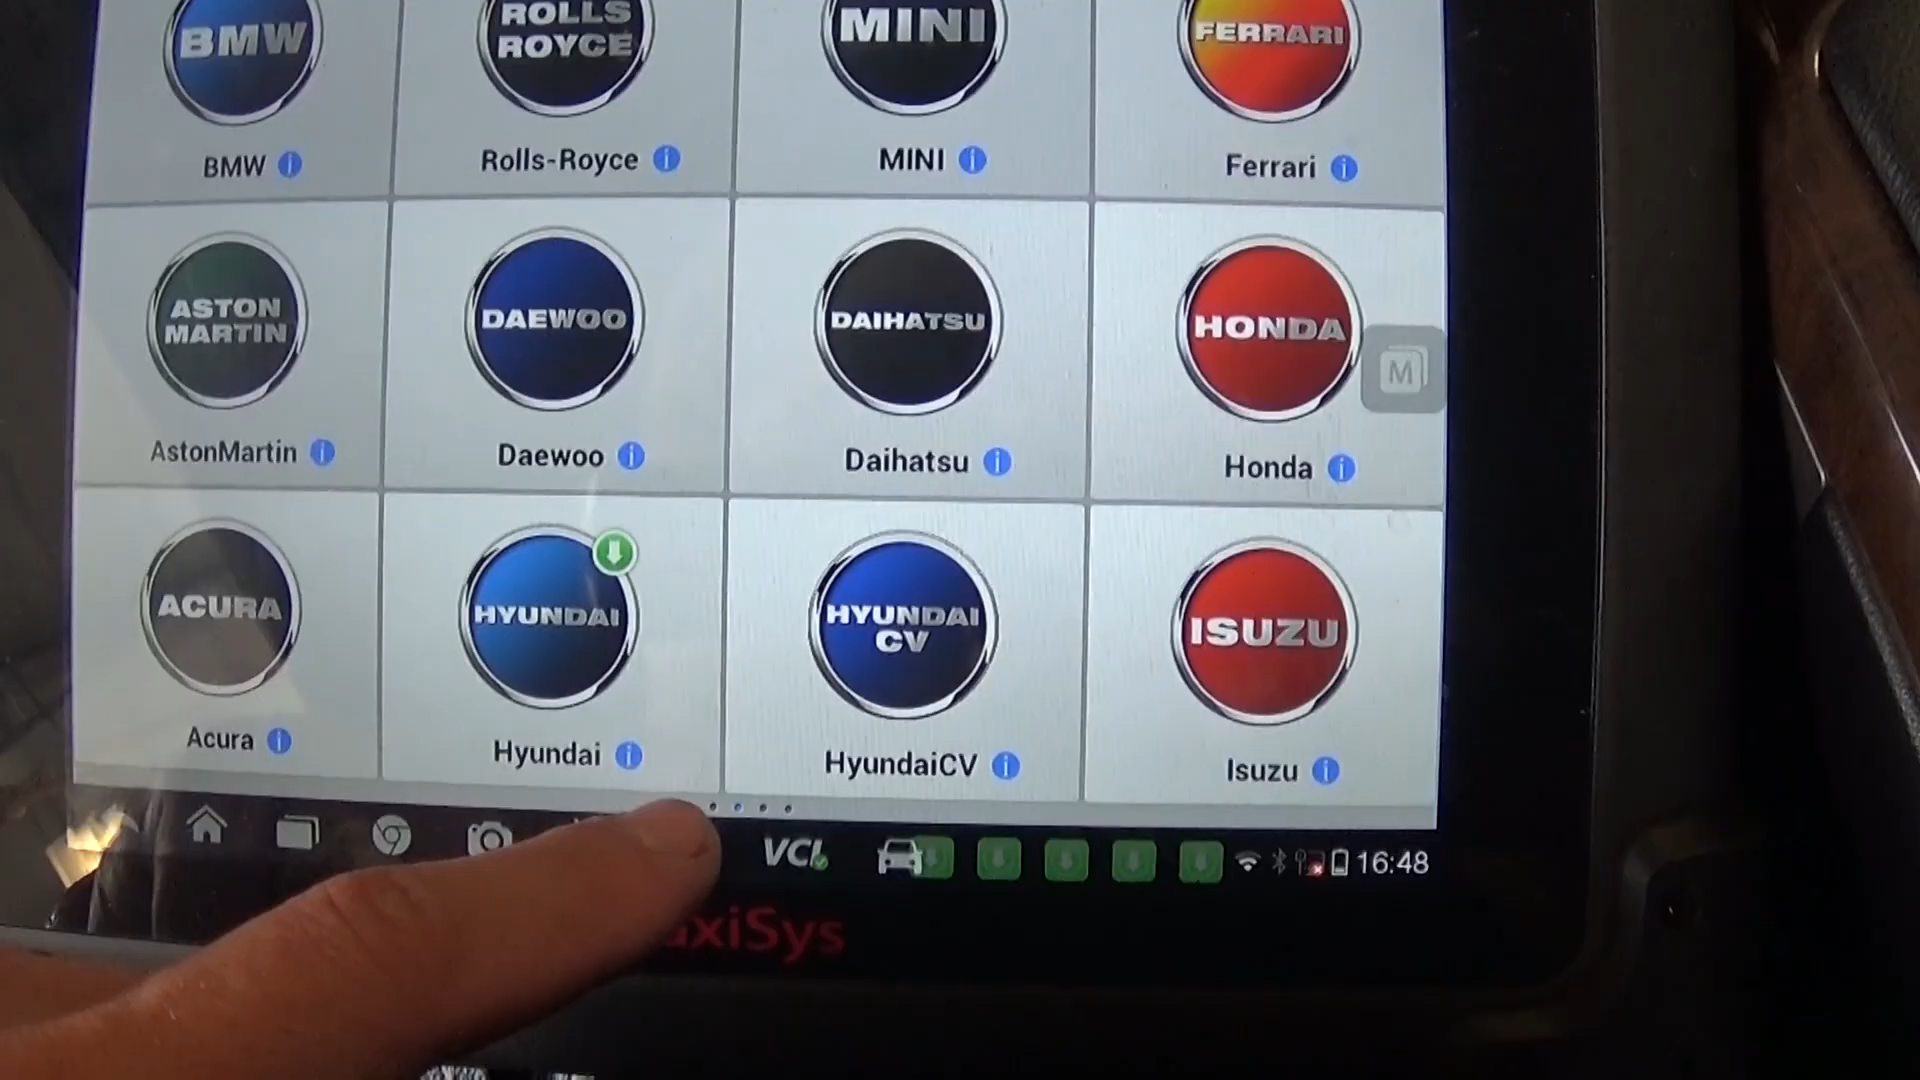 BMW
ROLLS
ROYCE
MINI
FERRARI
BMW
Rolls-Royce
MINI
Ferrari
ASTON
MARTIN
DAEWOO
DAIHATSU
HONDA
M
AstonMartin
Daewoo
Daihatsu
Honda
ACURA
HYUNDAI
HYUNDAI
CV
ISUZU
Acura
Hyundai
HyundaiCV
Isuzu
VCI
16:48
axiSys